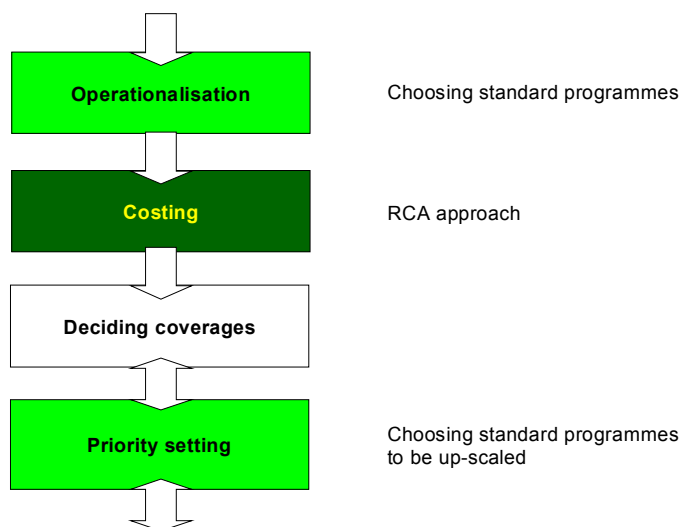 Operationalisation
Choosing standard programmes
Costing
RCA approach
Deciding coverages
Priority setting
Choosing standard programmes
to be up-scaled